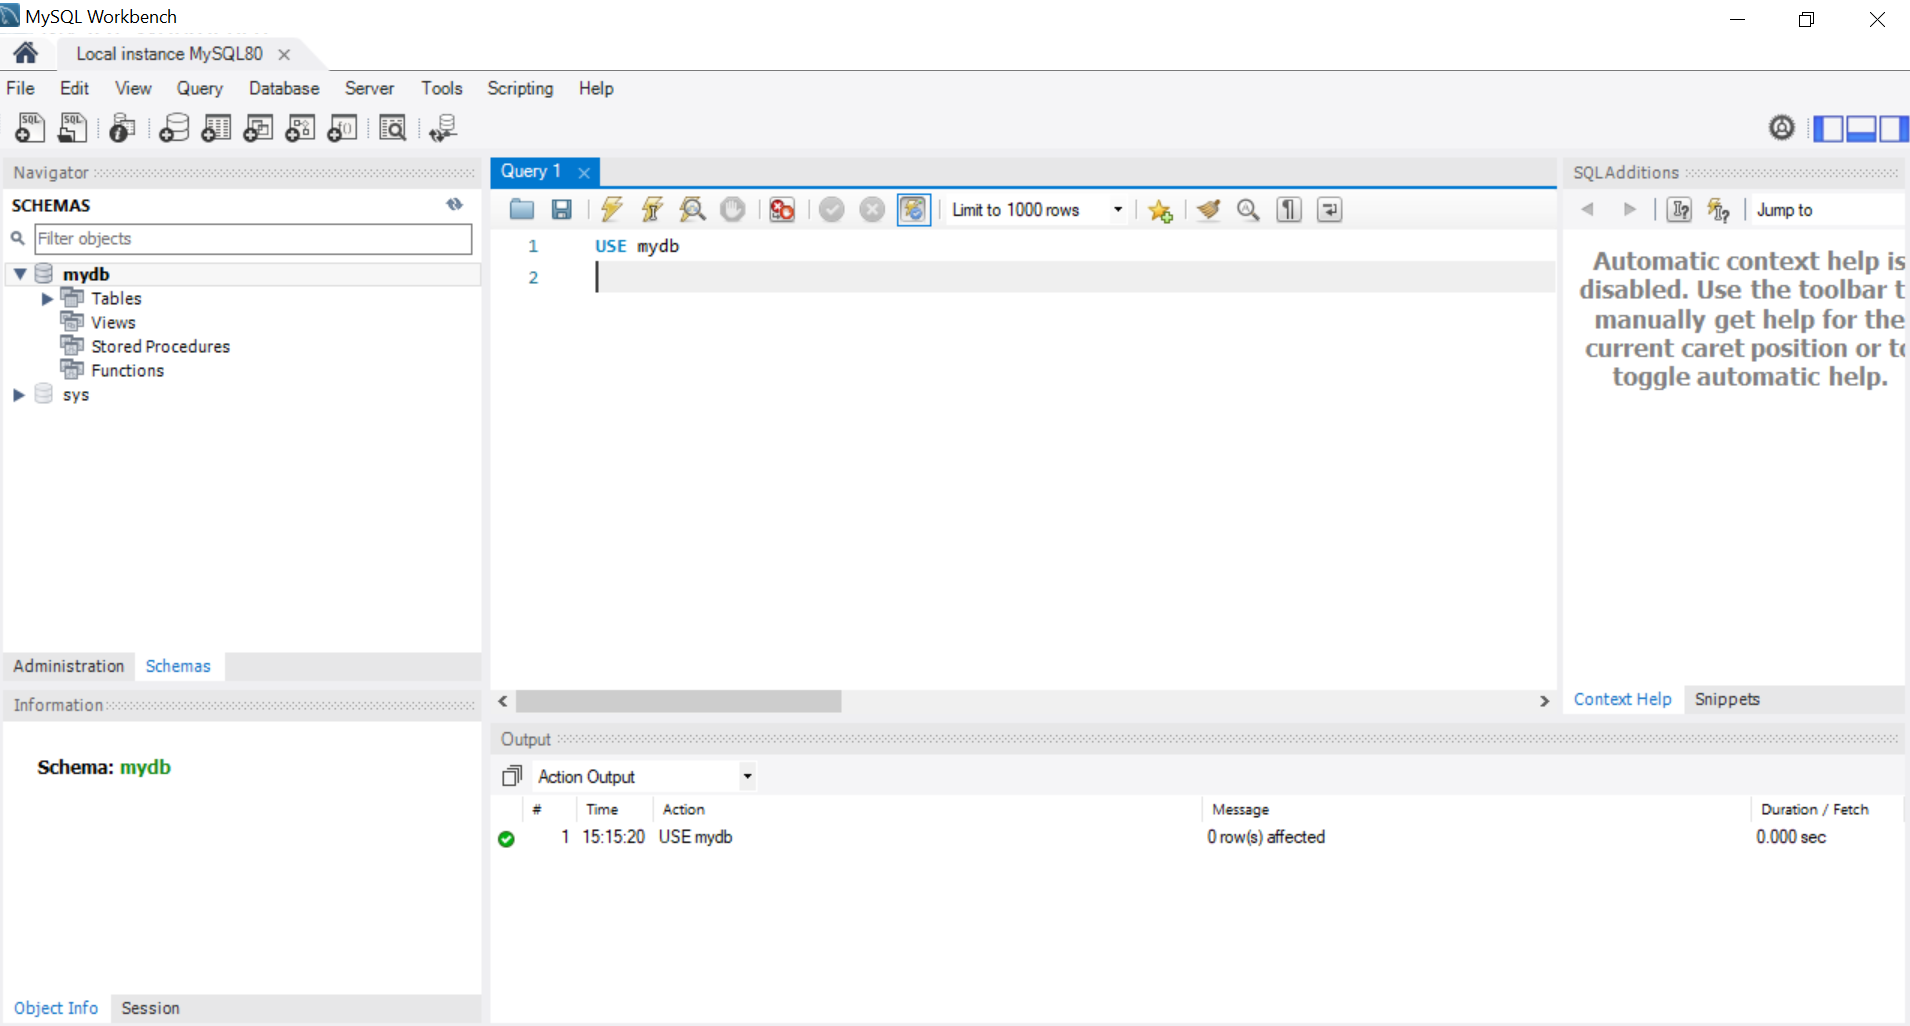 MySQL Workbench
Local instance MySQL80
File Edit View Query Database Server Tools Scripting Help
Navigator
SCHEMAS
Filter objects
mydb
Tables
Views
Stored Procedures
Functions
sys
Administration Schemas
Information
Schema: mydb
Object Info Session
Query 1
Limit to 1000 rows
1 USE mydb
2
SQLAdditions
Jump to
Automatic context help is
disabled. Use the toolbar t
manually get help for the
current caret position or to
toggle automatic help.
Context Help Snippets
Output
Action Output
# Time Action Message Duration / Fetch
1 15:15:20 USE mydb 0 row(s) affected 0.000 sec